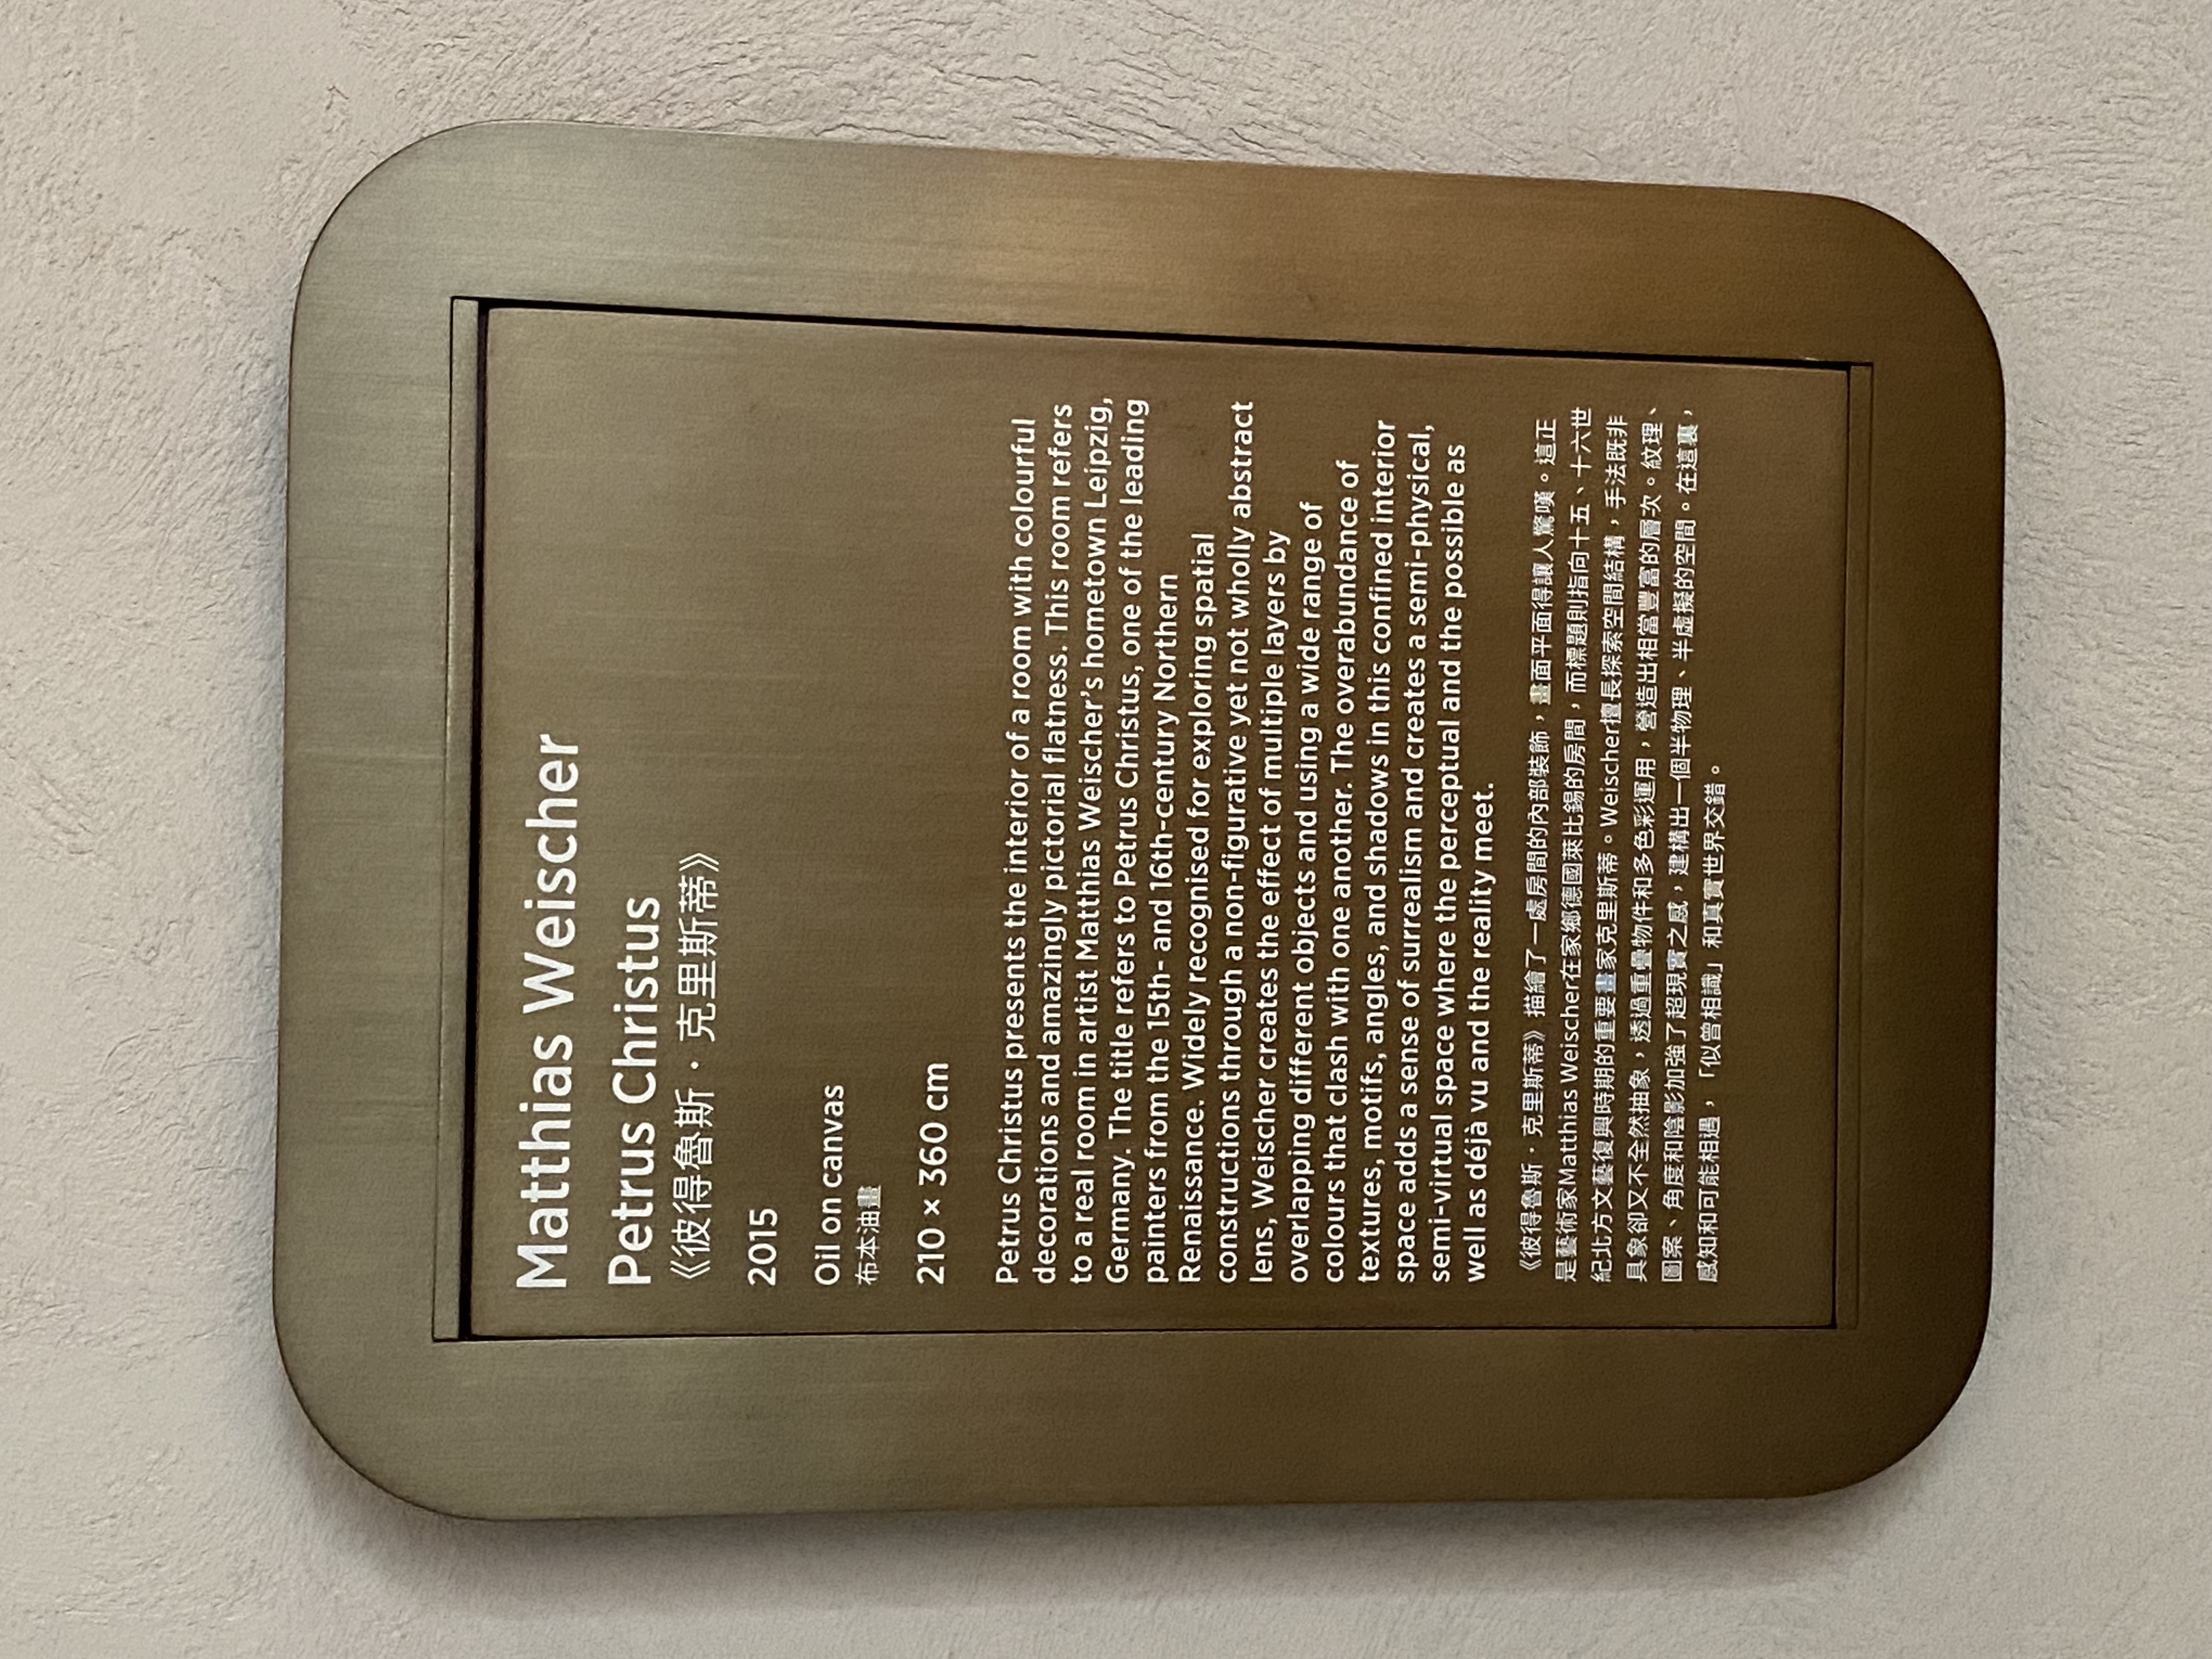 Matthias Weischer
Petrus Christus
《彼得魯斯·克里斯蒂》
2015
Oil on canvas
布本油畫
210 × 360 cm
Petrus Christus presents the interior of a room with colourful
decorations and amazingly pictorial flatness. This room refers
to a real room in artist Matthias Weischer’s hometown Leipzig,
Germany. The title refers to Petrus Christus, one of the leading
painters from the 15th- and 16th-century Northern
Renaissance. Widely recognised for exploring spatial
constructions through a non-figurative yet not wholly abstract
lens, Weischer creates the effect of multiple layers by
overlapping different objects and using a wide range of
colours that clash with one another. The overabundance of
textures, motifs, angles, and shadows in this confined interior
space adds a sense of surrealism and creates a semi-physical,
semi-virtual space where the perceptual and the possible as
well as déjà vu and the reality meet.
《彼得魯斯·克里斯蒂》描繪了一處房間的內部裝飾，畫面平面得讓人驚嘆。這正
是藝術家Matthias Weischer在家鄉德國萊比錫的房間，而標題則指向十五、十六世
紀北方文藝復興時期的重要畫家克里斯蒂。Weischer擅長探索空間結構，手法既非
具象卻又不全然抽象，透過重疊物件和多色彩運用，營造出相當豐富的層次。紋理、
圖案、角度和陰影加強了超現實之感，建構出一個半物理、半虛擬的空間。在這裏，
感知和可能相遇，「似曾相識」和真實世界交錯。